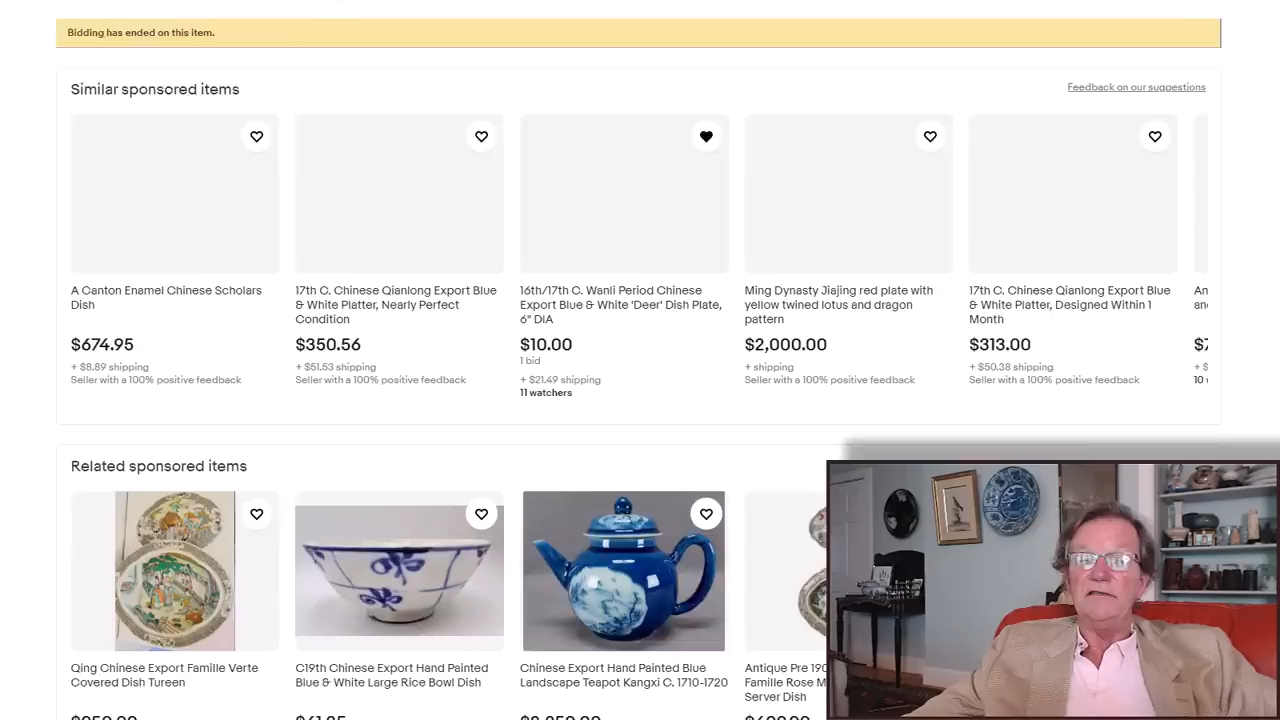 Bidding has ended on this item.
Similar sponsored items
Feedback on our suggestions
A Canton Enamel Chinese Scholars
Dish
$674.95
+ $8.89 shipping
Seller with a 100% positive feedback
17th C. Chinese Qianlong Export Blue
& White Platter, Nearly Perfect
Condition
$350.56
+ $51.53 shipping
Seller with a 100% positive feedback
16th/17th C. Wanli Period Chinese
Export Blue & White 'Deer' Dish Plate,
6" DIA
$10.00
1 bid
+ $21.49 shipping
11 watchers
Ming Dynasty Jiajing red plate with
yellow twined lotus and dragon
pattern
$2,000.00
+ shipping
Seller with a 100% positive feedback
17th C. Chinese Qianlong Export Blue
& White Platter, Designed Within 1
Month
$313.00
+ $50.38 shipping
Seller with a 100% positive feedback
Related sponsored items
Qing Chinese Export Famille Verte
Covered Dish Tureen
C19th Chinese Export Hand Painted
Blue & White Large Rice Bowl Dish
Chinese Export Hand Painted Blue
Landscape Teapot Kangxi C. 1710-1720
Antique Pre
Famille Rose
Server Dish